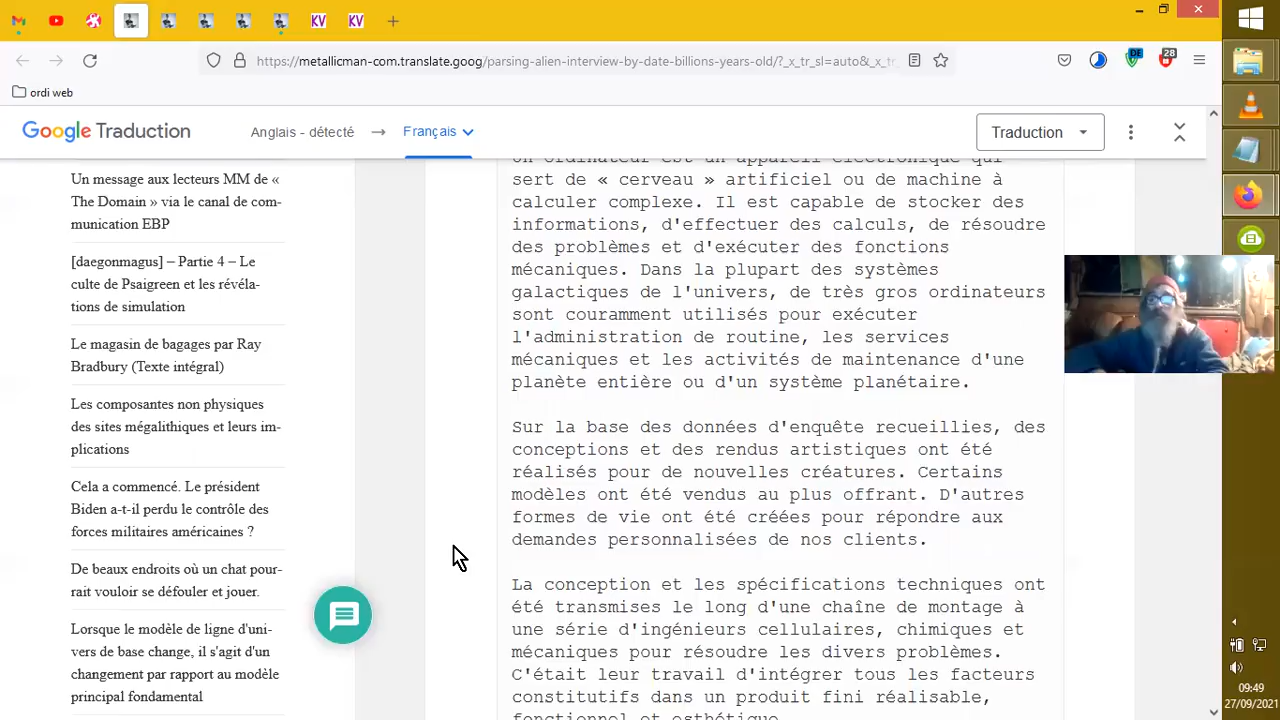 KV
KV
https://metallicman-com.translate.goog/parsing-alien-interview-by-date-billions-years-old/?_x_tr_sl=auto&_x_tr
DE
28
ordi web
Google Traduction
Anglais - détecté
Français
Traduction
Un message aux lecteurs MM de «
The Domain » via le canal de com-
munication EBP
[daegonmagus] – Partie 4 – Le
culte de Psaigreen et les révéla-
tions de simulation
Le magasin de bagages par Ray
Bradbury (Texte intégral)
Les composantes non physiques
des sites mégalithiques et leurs im-
plications
Cela a commencé. Le président
Biden a-t-il perdu le contrôle des
forces militaires américaines ?
De beaux endroits où un chat pour-
rait vouloir se défouler et jouer.
Lorsque le modèle de ligne d'uni-
vers de base change, il s'agit d'un
changement par rapport au modèle
principal fondamental
un ordinateur est un appareil électronique qui
sert de « cerveau » artificiel ou de machine à
calculer complexe. Il est capable de stocker des
informations, d'effectuer des calculs, de résoudre
des problèmes et d'exécuter des fonctions
mécaniques. Dans la plupart des systèmes
galactiques de l'univers, de très gros ordinateurs
sont couramment utilisés pour exécuter
l'administration de routine, les services
mécaniques et les activités de maintenance d'une
planète entière ou d'un système planétaire.
Sur la base des données d'enquête recueillies, des
conceptions et des rendus artistiques ont été
réalisés pour de nouvelles créatures. Certains
modèles ont été vendus au plus offrant. D'autres
formes de vie ont été créées pour répondre aux
demandes personnalisées de nos clients.
La conception et les spécifications techniques ont
été transmises le long d'une chaîne de montage à
une série d'ingénieurs cellulaires, chimiques et
mécaniques pour résoudre les divers problèmes.
C'était leur travail d'intégrer tous les facteurs
constitutifs dans un produit fini réalisable,
fonctionnel et esthétique.
09:49
27/09/2021